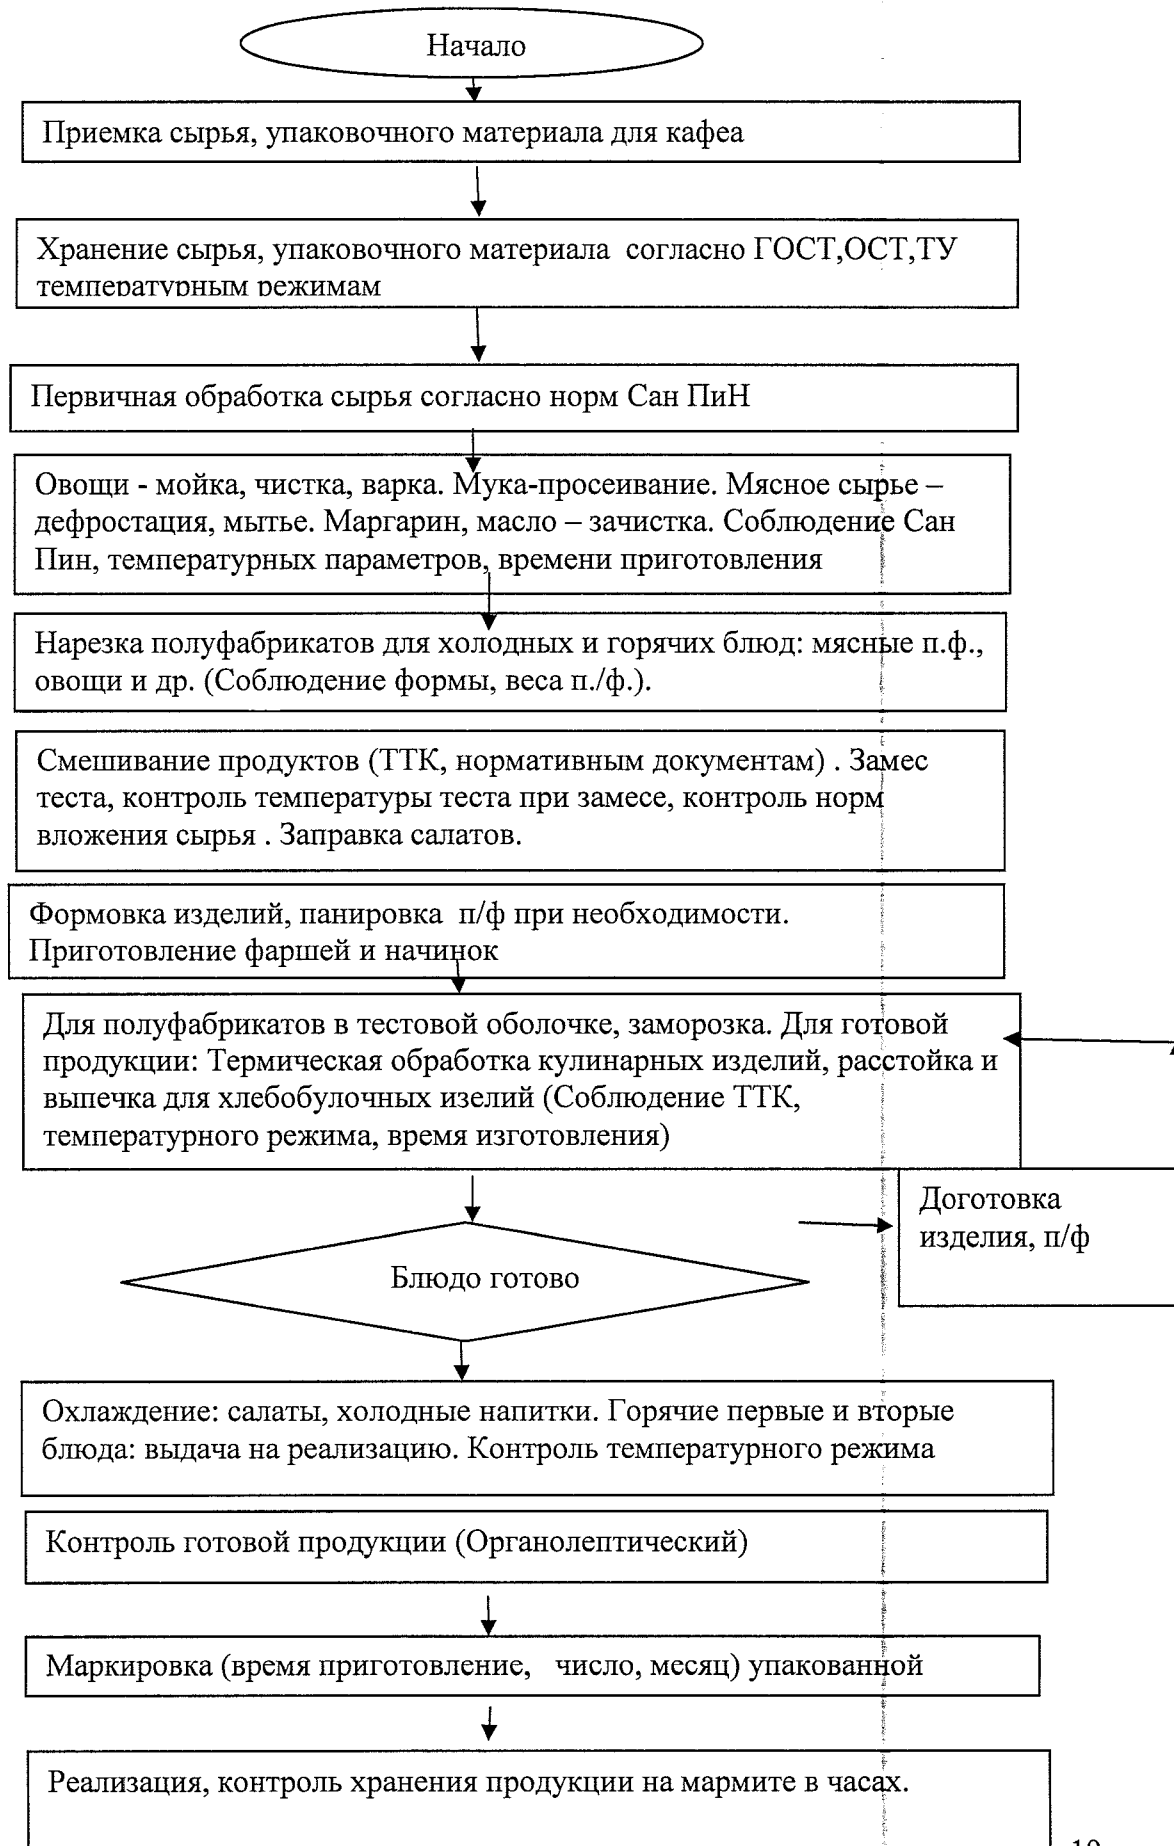 Начало
Приемка сырья, упаковочного материала для кафеа
Хранение сырья, упаковочного материала согласно ГОСТ,ОСТ,ТУ
температурным режимам
Первичная обработка сырья согласно норм Сан ПиН
Овощи - мойка, чистка, варка. Мука-просеивание. Мясное сырье –
дефростация, мытье. Маргарин, масло – зачистка. Соблюдение Сан
Пин, температурных параметров, времени приготовления
Нарезка полуфабрикатов для холодных и горячих блюд: мясные п.ф.,
овощи и др. (Соблюдение формы, веса п./ф.).
Смешивание продуктов (ТТК, нормативным документам) . Замес
теста, контроль температуры теста при замесе, контроль норм
вложения сырья . Заправка салатов.
Формовка изделий, панировка п/ф при необходимости.
Приготовление фаршей и начинок
Для полуфабрикатов в тестовой оболочке, заморозка. Для готовой
продукции: Термическая обработка кулинарных изделий, расстойка и
выпечка для хлебобулочных изелий (Соблюдение ТТК,
температурного режима, время изготовления)
Доготовка
изделия, п/ф
Блюдо готово
Охлаждение: салаты, холодные напитки. Горячие первые и вторые
блюда: выдача на реализацию. Контроль температурного режима
Контроль готовой продукции (Органолептический)
Маркировка (время приготовление, число, месяц) упакованной
Реализация, контроль хранения продукции на мармите в часах.